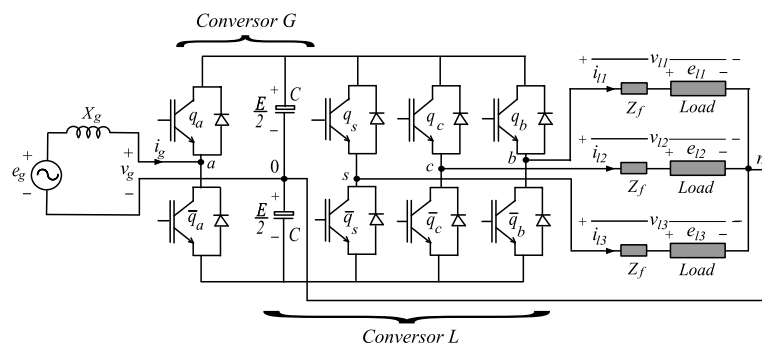 Conversor G
X_g
i_g
+ e_g −
+ v_g −
q_a
a
q̅_a
+ E/2 − C
0
+ E/2 − C
q_s
q_c
q_b
s
c
b
q̅_s
q̅_c
q̅_b
+ v_l1 −
i_l1
+ e_l1 −
Z_f
Load
+ v_l2 −
i_l2
+ e_l2 −
Z_f
Load
n
+ v_l3 −
i_l3
+ e_l3 −
Z_f
Load
Conversor L